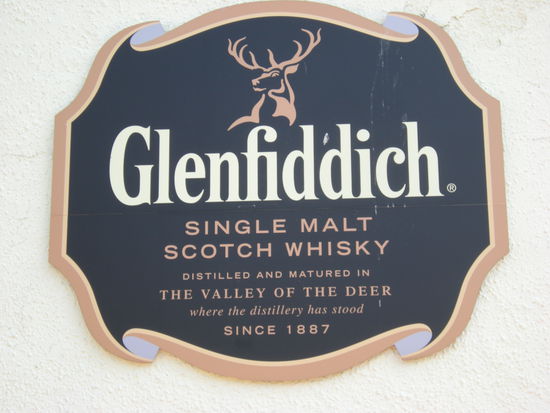 Glenfiddich®
SINGLE MALT
SCOTCH WHISKY
DISTILLED AND MATURED IN
THE VALLEY OF THE DEER
where the distillery has stood
SINCE 1887